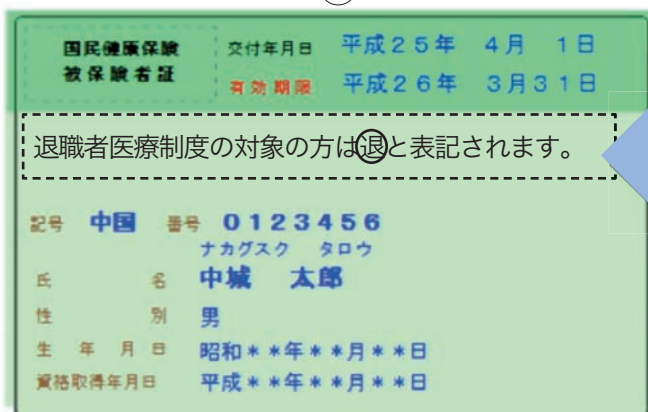 国民健康保険
被保険者証
交付年月日 平成25年 4月 1日
有効期限 平成26年 3月31日
退職者医療制度の対象の方は退と表記されます。
記号 中国 番号 0123456
ナカグスク タロウ
氏名 中城 太郎
性別 男
生年月日 昭和**年**月**日
資格取得年月日 平成**年**月**日